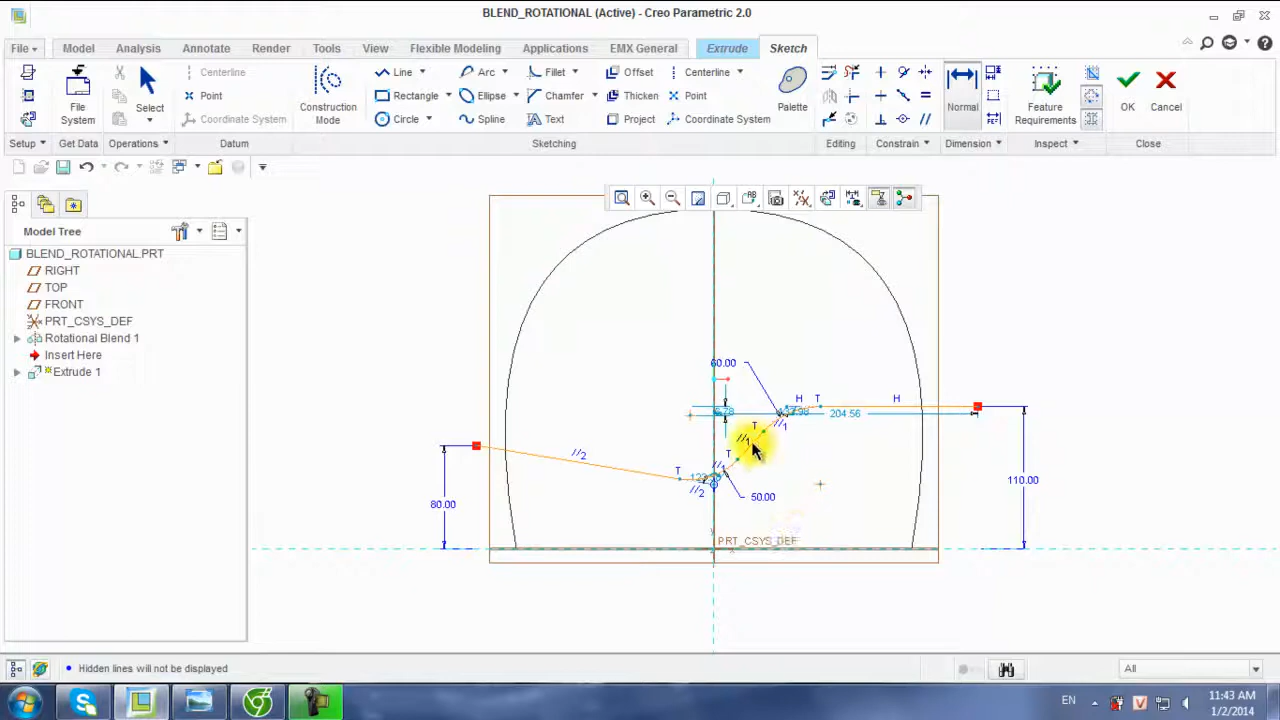 BLEND_ROTATIONAL (Active) - Creo Parametric 2.0
File Model Analysis Annotate Render Tools View Flexible Modeling Applications EMX General Extrude Sketch
File System
Select
Centerline
Point
Coordinate System
Construction Mode
Line Arc Fillet Offset Centerline
Rectangle Ellipse Chamfer Thicken Point
Circle Spline Text Project Coordinate System
Palette
Normal
Feature Requirements
OK
Cancel
Setup Get Data Operations Datum Sketching Editing Constrain Dimension Inspect Close
Model Tree
BLEND_ROTATIONAL.PRT
RIGHT
TOP
FRONT
PRT_CSYS_DEF
Rotational Blend 1
Insert Here
Extrude 1
60.00
H T H
204.56
T
//1
//1
T
//2
T
//1
//2
50.00
80.00
110.00
PRT_CSYS_DEF
Hidden lines will not be displayed
All
EN
11:43 AM
1/2/2014